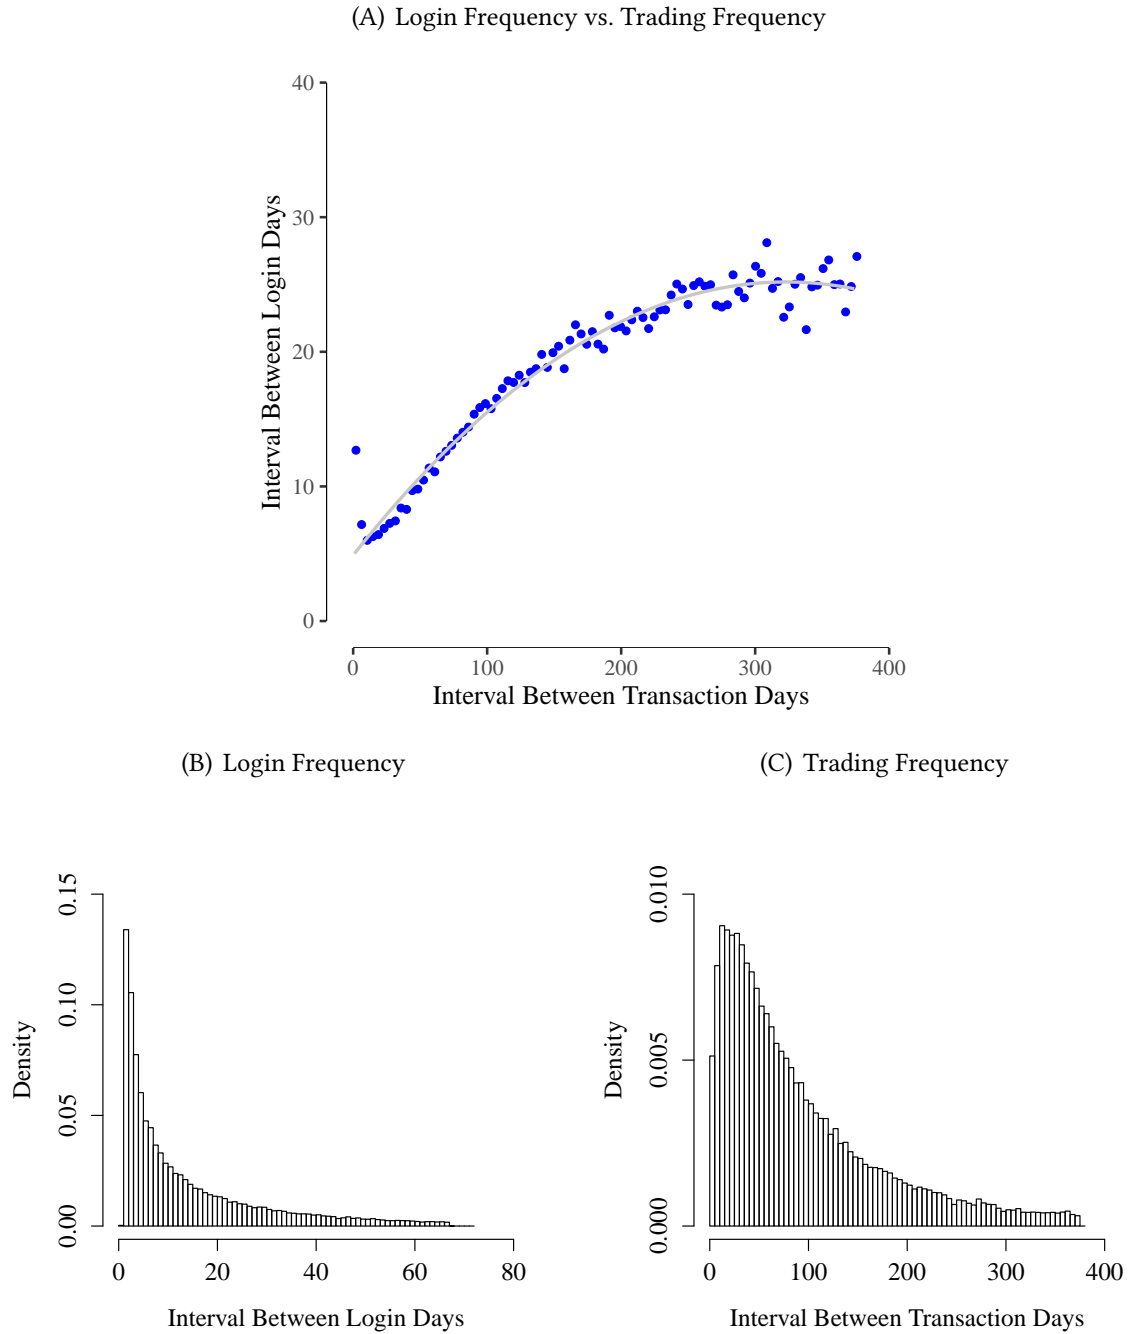 (A) Login Frequency vs. Trading Frequency
40
30
20
10
0
Interval Between Login Days
0 100 200 300 400
Interval Between Transaction Days
(B) Login Frequency
(C) Trading Frequency
0.15
0.10
0.05
0.00
Density
0 20 40 60 80
Interval Between Login Days
0.010
0.005
0.000
Density
0 100 200 300 400
Interval Between Transaction Days